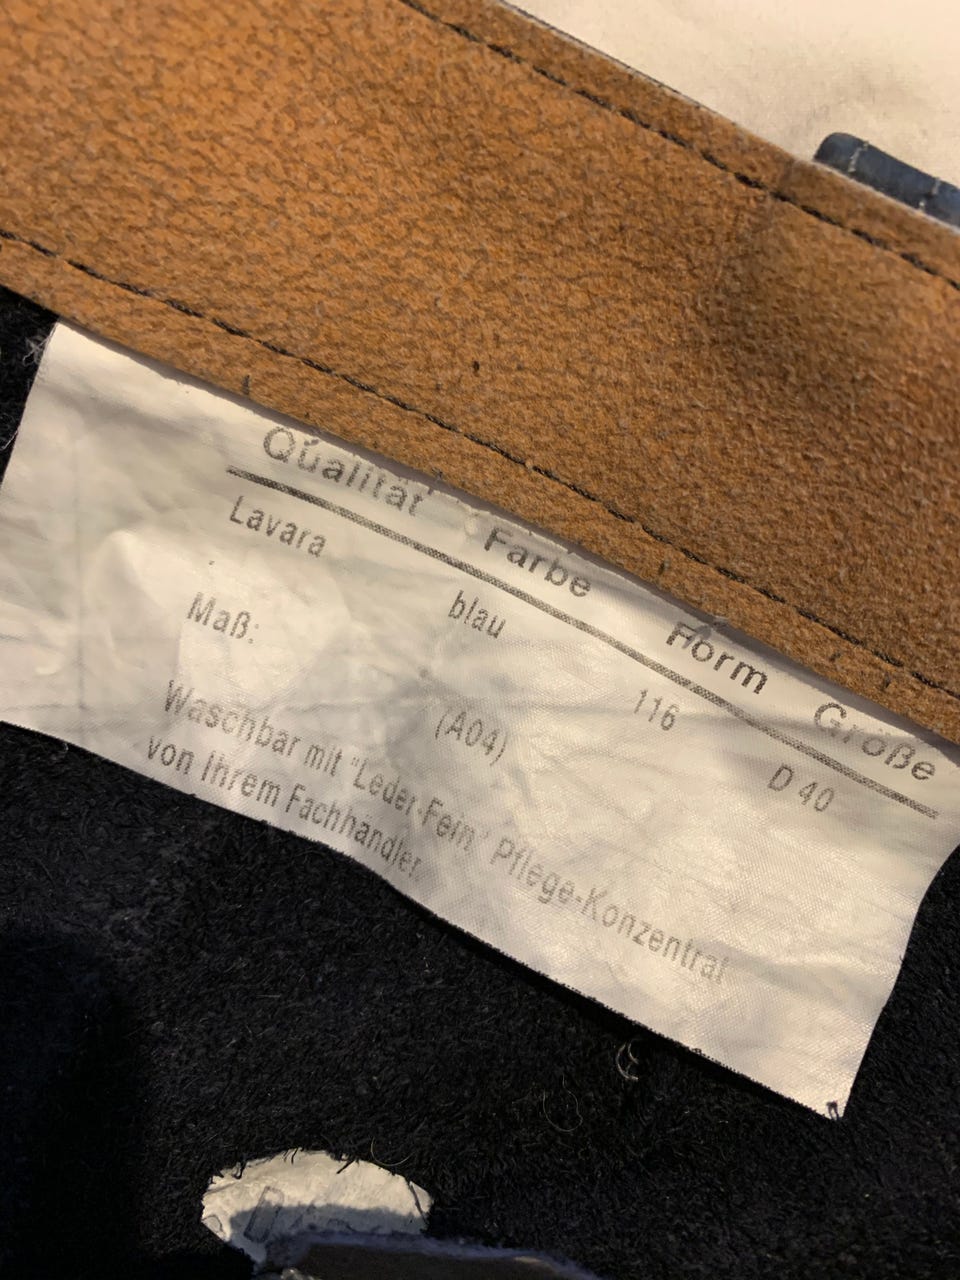 Qualität Farbe Form Größe
Lavara blau 116 D 40
Maß: (A04)
Waschbar mit "Leder-Fein" Pflege-Konzentrat
von Ihrem Fachhändler.